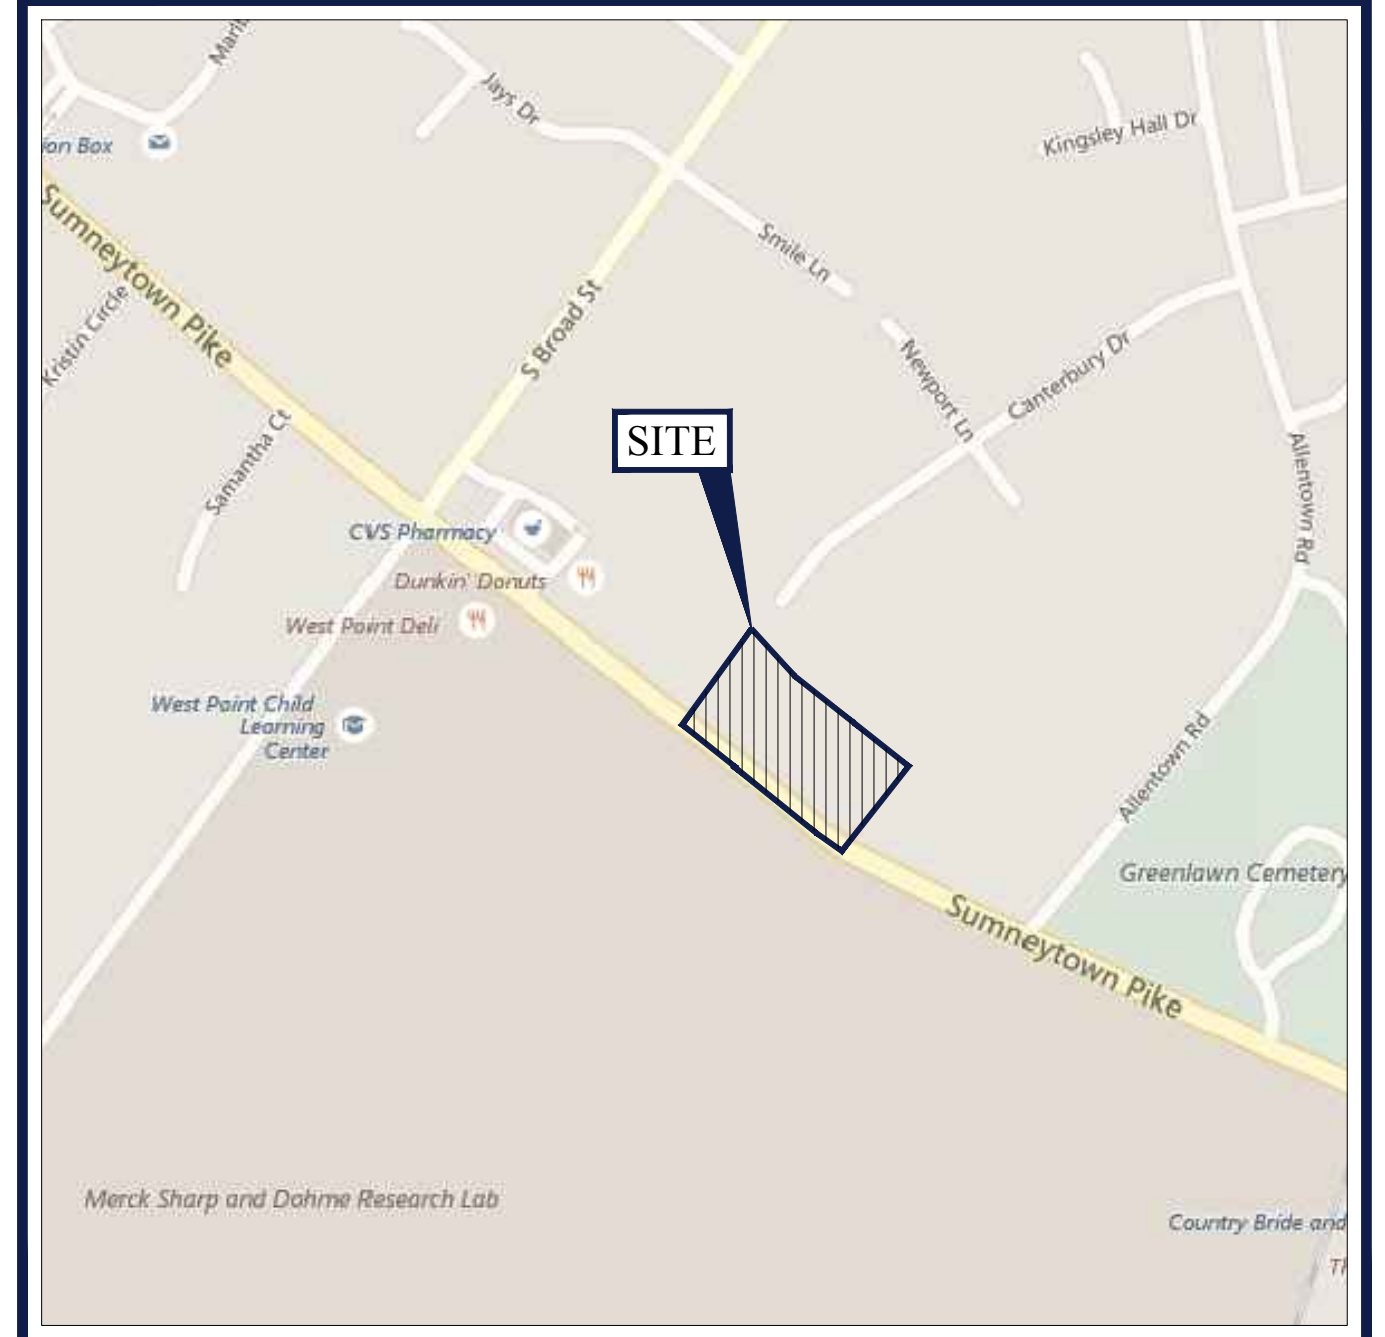 Jays Dr
Kingsley Hall Dr
Sumneytown Pike
Smile Ln
Kristin Circle
S Broad St
Newport Ln
Canterbury Dr
SITE
Samantha Ct
Allentown Rd
CVS Pharmacy
Dunkin' Donuts
West Point Deli
West Point Child
Learning
Center
Allentown Rd
Greenlawn Cemetery
Sumneytown Pike
Merck Sharp and Dohme Research Lab
Country Bride and